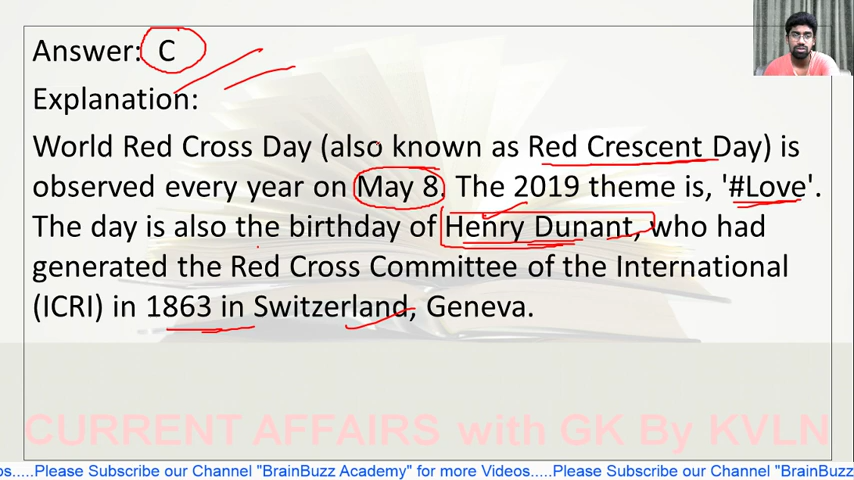 Answer: C
Explanation:
World Red Cross Day (also known as Red Crescent Day) is
observed every year on May 8. The 2019 theme is, '#Love'.
The day is also the birthday of Henry Dunant, who had
generated the Red Cross Committee of the International
(ICRI) in 1863 in Switzerland, Geneva.
CURRENT AFFAIRS with GK By KVLN
os.....Please Subscribe our Channel "BrainBuzz Academy" for more Videos.....Please Subscribe our Channel "BrainBuzz